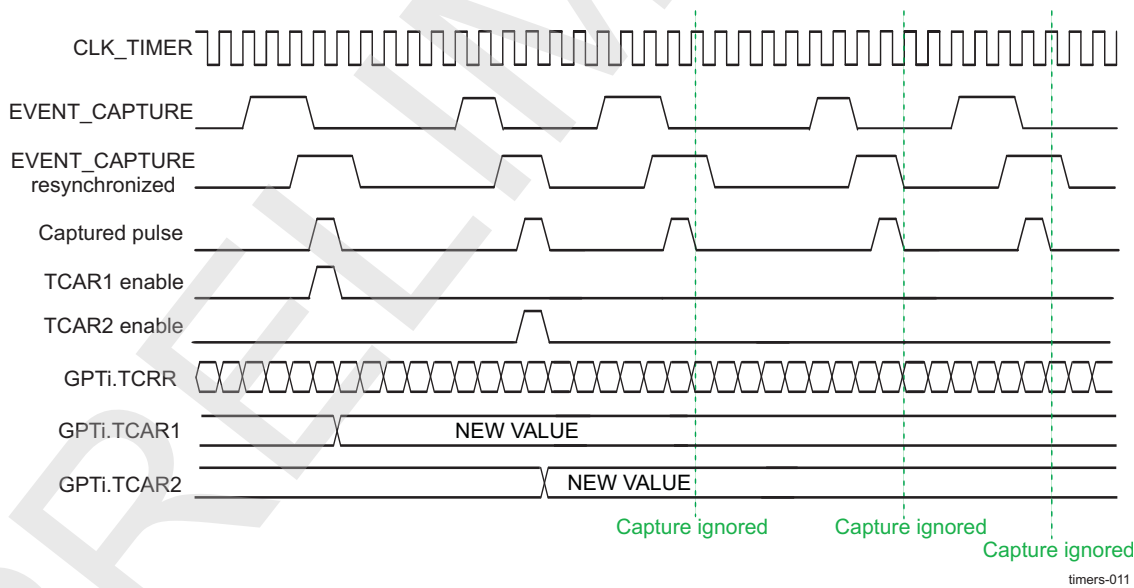 CLK_TIMER
EVENT_CAPTURE
EVENT_CAPTURE
resynchronized
Captured pulse
TCAR1 enable
TCAR2 enable
GPTi.TCRR
GPTi.TCAR1
NEW VALUE
GPTi.TCAR2
NEW VALUE
Capture ignored
Capture ignored
Capture ignored
timers-011